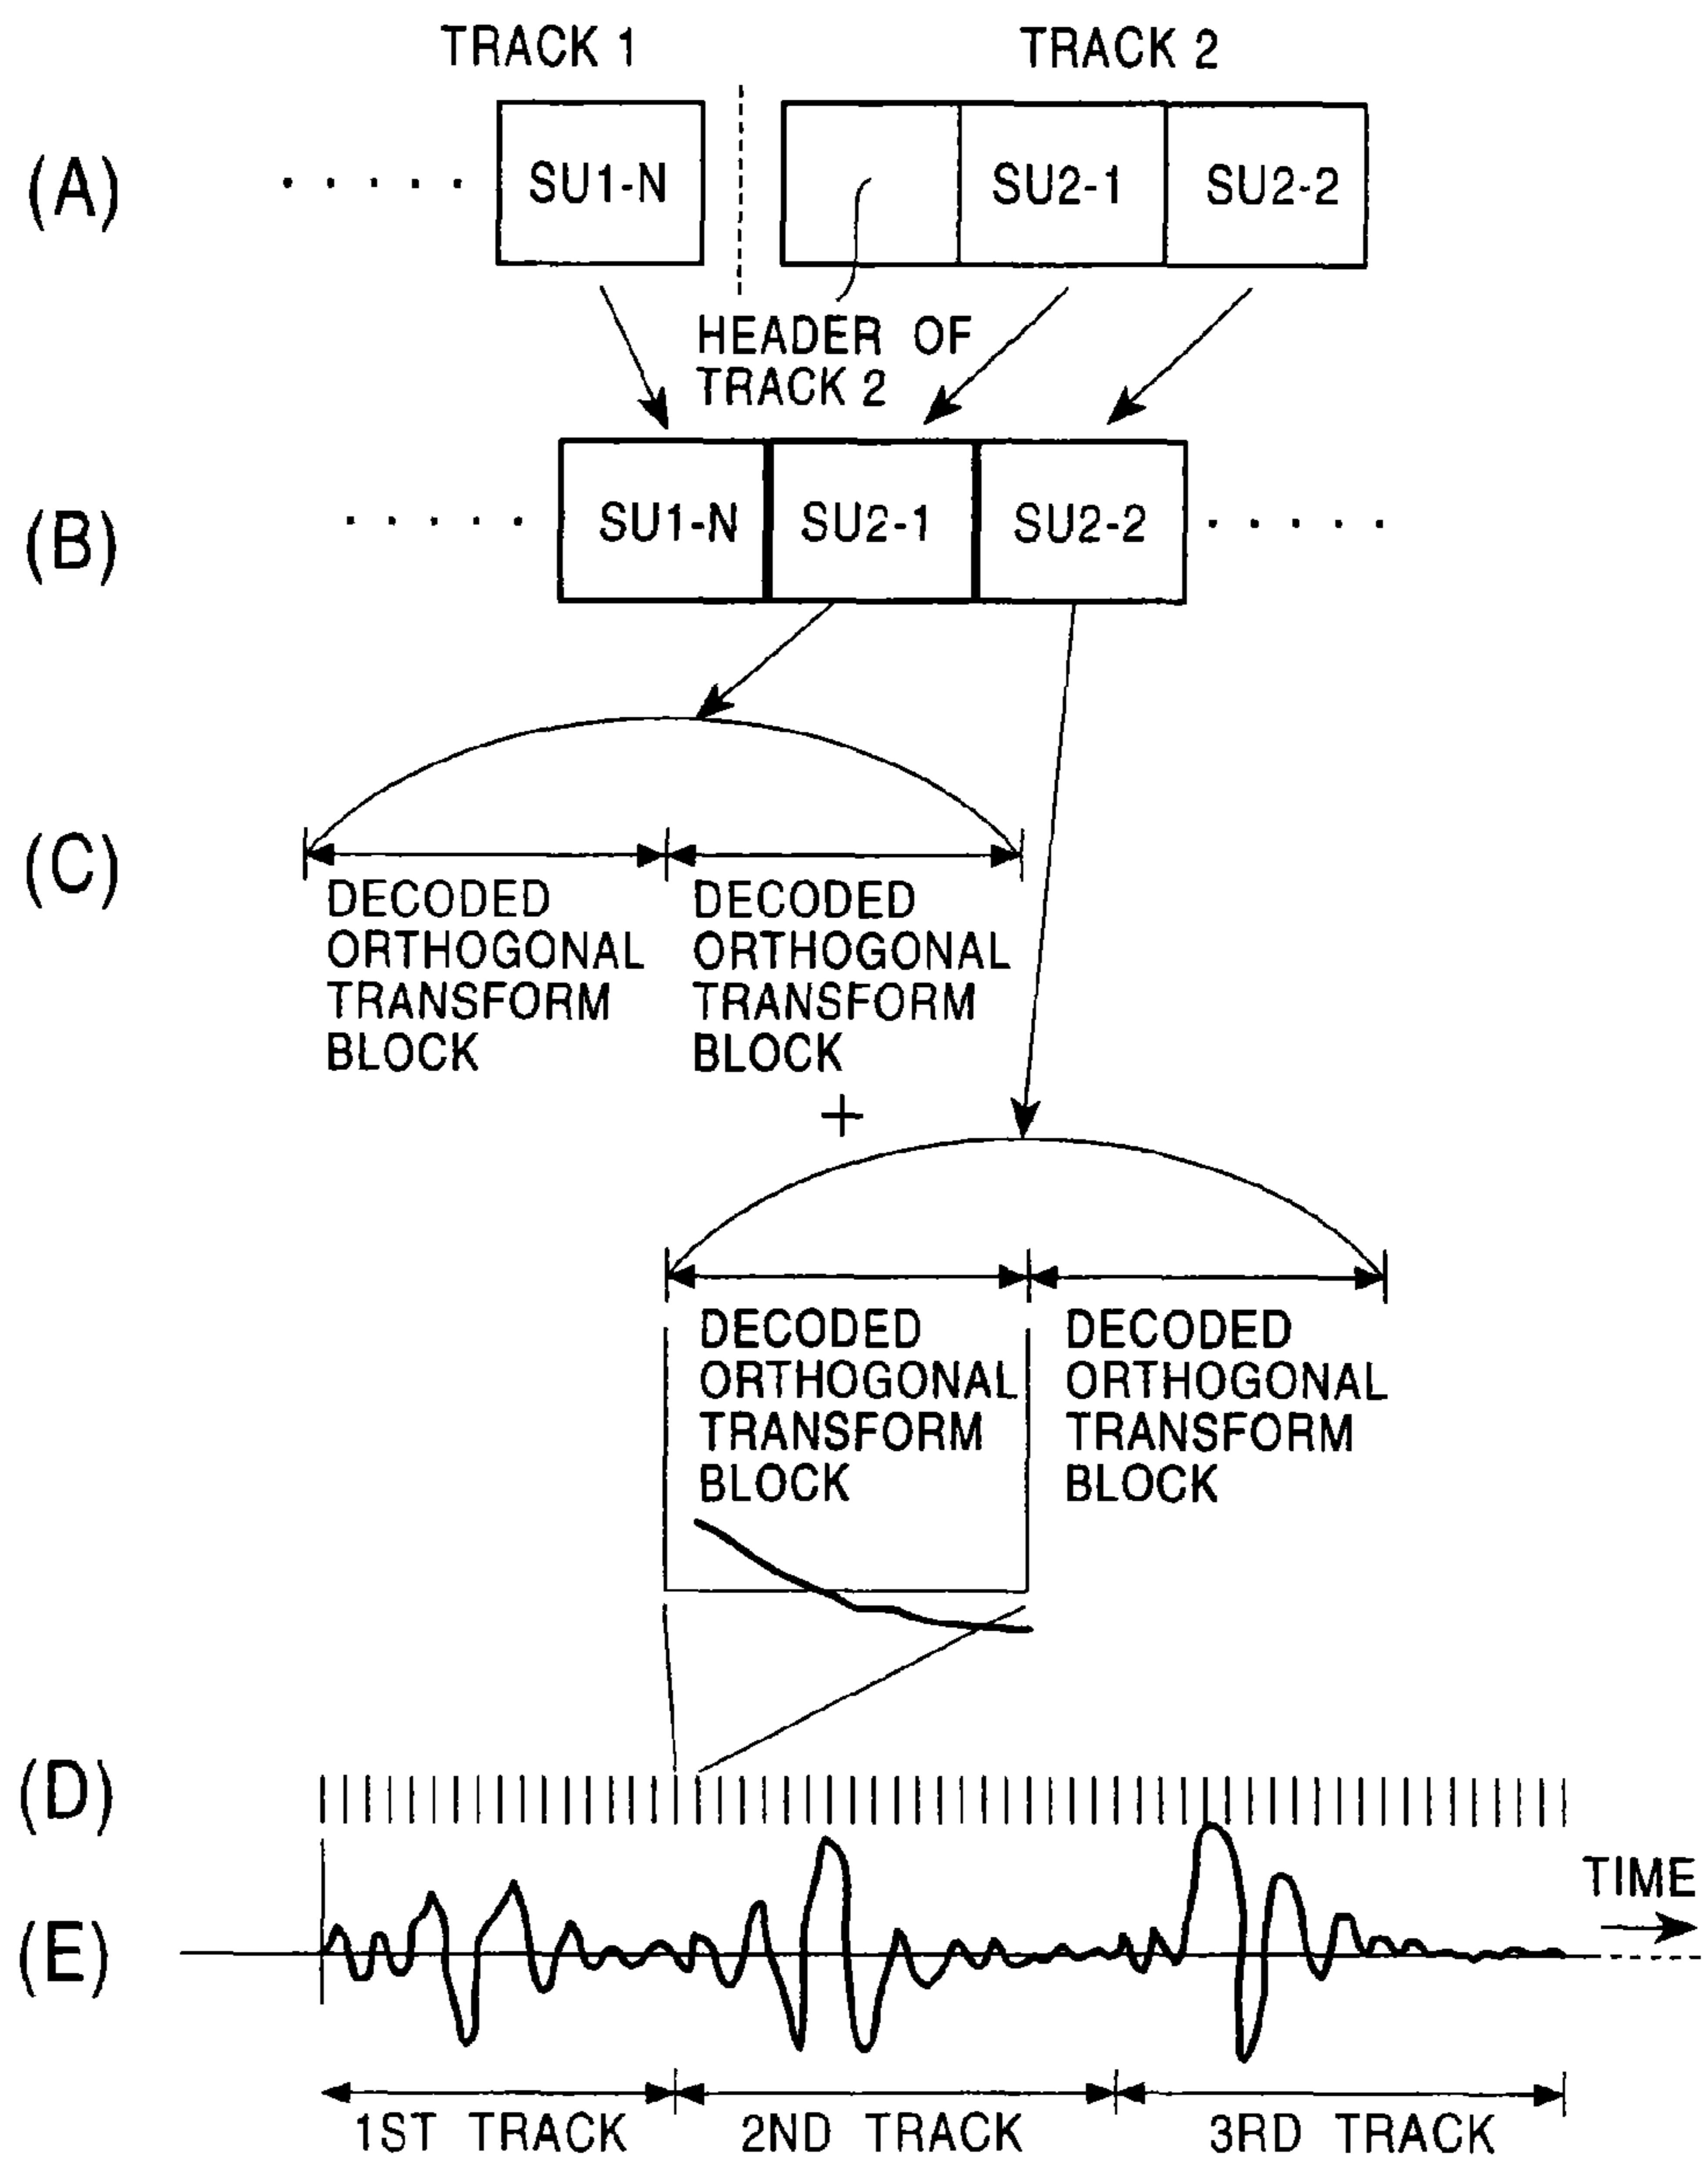 TRACK 1 TRACK 2
(A) ..... SU1-N SU2-1 SU2-2
HEADER OF
TRACK 2
(B) ..... SU1-N SU2-1 SU2-2 .....
(C)
DECODED
ORTHOGONAL
TRANSFORM
BLOCK
DECODED
ORTHOGONAL
TRANSFORM
BLOCK
+
DECODED
ORTHOGONAL
TRANSFORM
BLOCK
DECODED
ORTHOGONAL
TRANSFORM
BLOCK
(D)
TIME
(E)
1ST TRACK 2ND TRACK 3RD TRACK